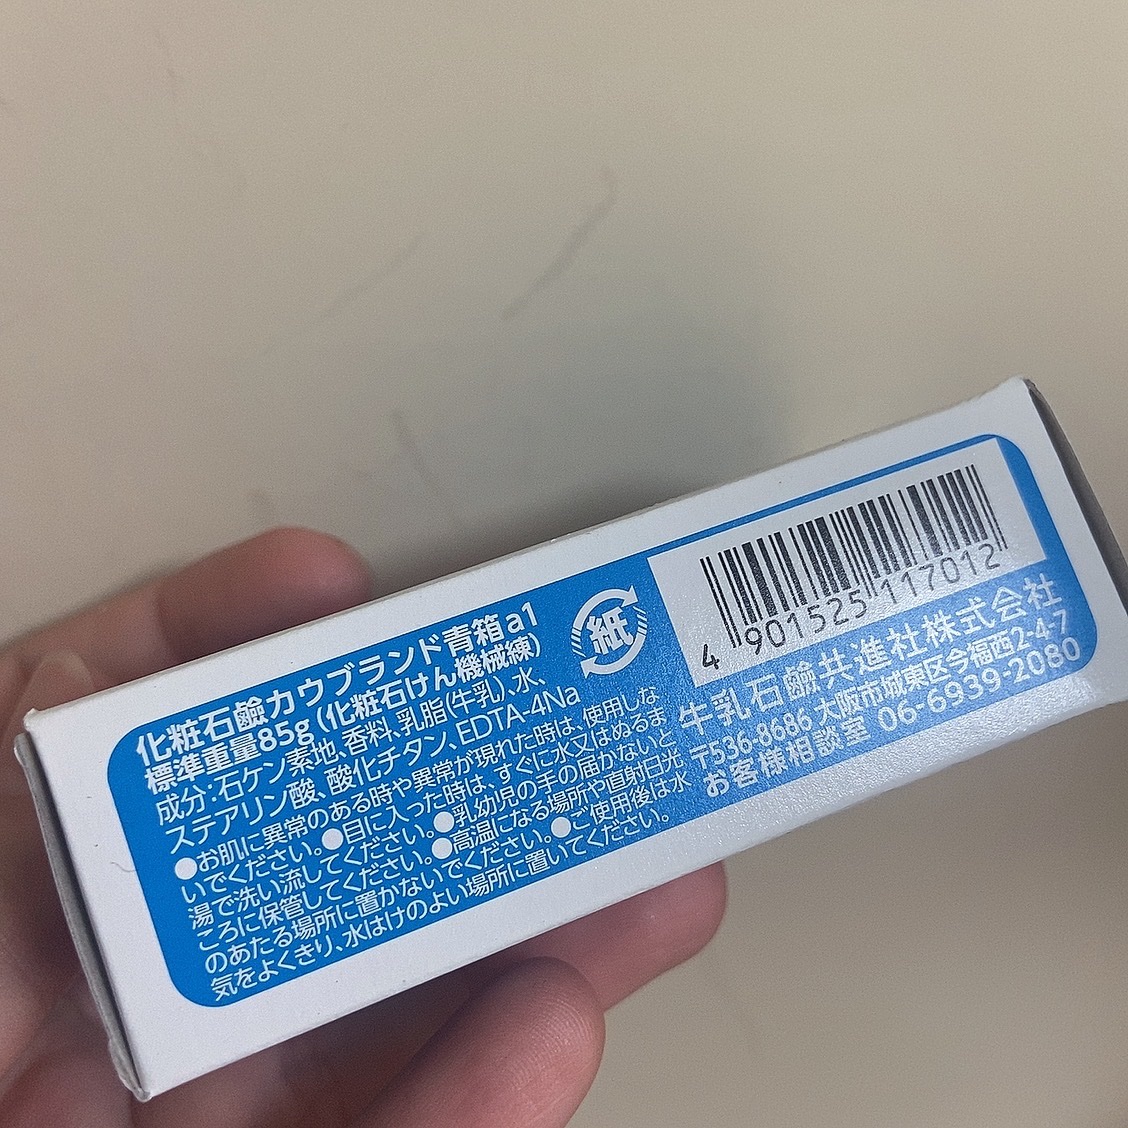 化粧石鹼カウブランド青箱a1
標準重量85g(化粧石けん機械練)
成分:石ケン素地、香料、乳脂(牛乳)、水、
ステアリン酸、酸化チタン、EDTA-4Na
●お肌に異常のある時や異常が現れた時は、使用しな
いでください。●目に入った時は、すぐに水又はぬるま
湯で洗い流してください。●乳幼児の手の届かないと
ころに保管してください。●高温になる場所や直射日光
のあたる場所に置かないでください。●ご使用後は水
気をよくきり、水はけのよい場所に置いてください。
紙
4 901525 117012
牛乳石鹼共進社株式会社
〒536-8686 大阪市城東区今福西2-4-7
お客様相談室 06-6939-2080